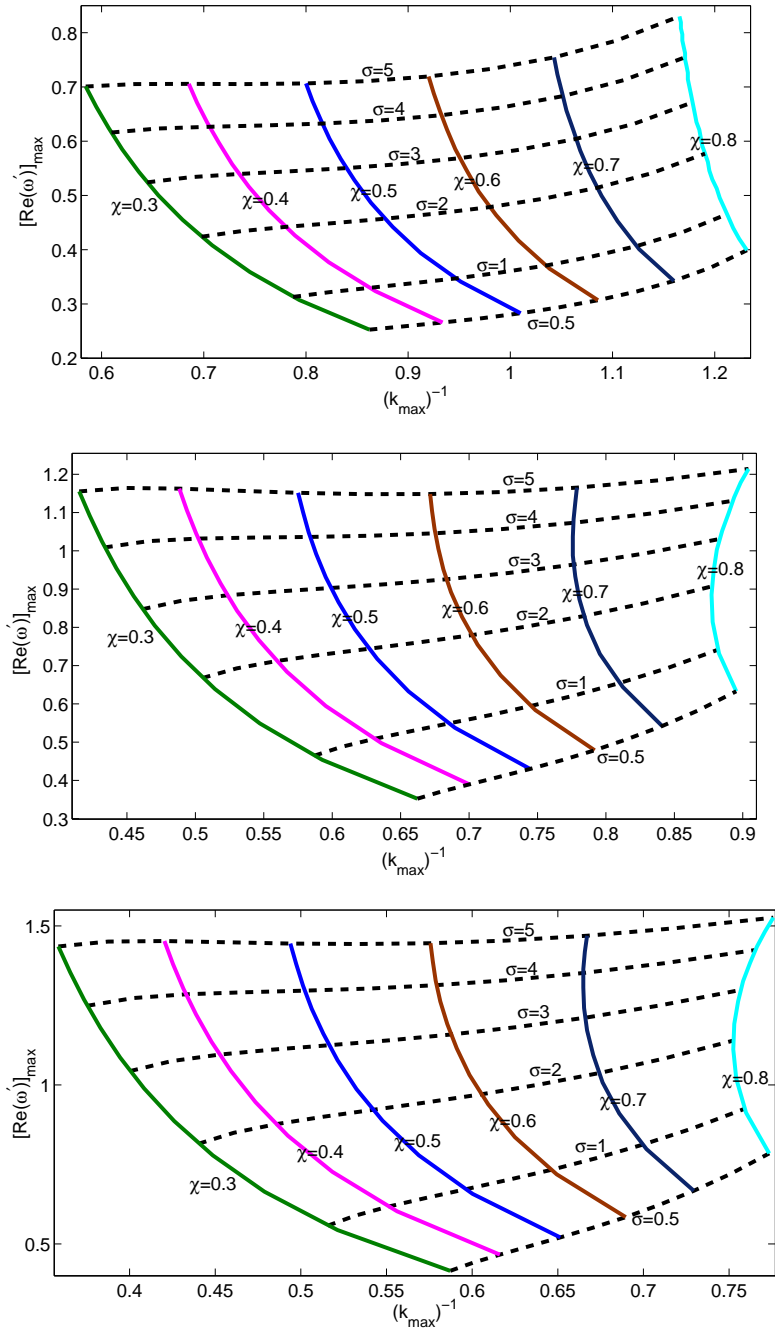 0.8
0.7
0.6
0.5
0.4
0.3
0.2
[Re(ω′)]max
σ=5
σ=4
σ=3
σ=2
σ=1
σ=0.5
χ=0.3
χ=0.4
χ=0.5
χ=0.6
χ=0.7
χ=0.8
0.6 0.7 0.8 0.9 1 1.1 1.2
(kmax)−1
1.2
1.1
1
0.9
0.8
0.7
0.6
0.5
0.4
0.3
[Re(ω′)]max
σ=5
σ=4
σ=3
σ=2
σ=1
σ=0.5
χ=0.3
χ=0.4
χ=0.5
χ=0.6
χ=0.7
χ=0.8
0.45 0.5 0.55 0.6 0.65 0.7 0.75 0.8 0.85 0.9
(kmax)−1
1.5
1
0.5
[Re(ω′)]max
σ=5
σ=4
σ=3
σ=2
σ=1
σ=0.5
χ=0.3
χ=0.4
χ=0.5
χ=0.6
χ=0.7
χ=0.8
0.4 0.45 0.5 0.55 0.6 0.65 0.7 0.75
(kmax)−1